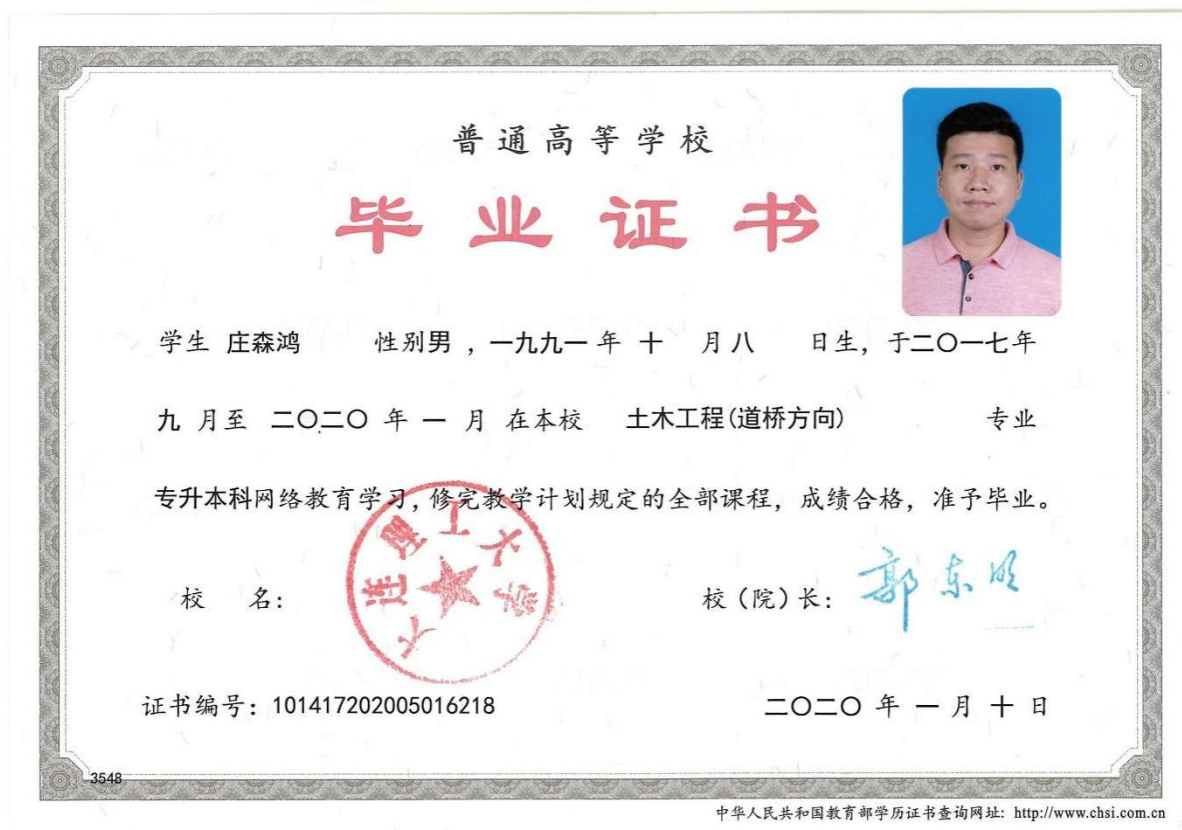 普通高等学校
毕业证书
学生 庄森鸿 性别男 ，一九九一 年 十 月八 日生，于二〇一七年
九 月至 二〇二〇 年 一 月 在本校 土木工程(道桥方向) 专业
专升本科网络教育学习，修完教学计划规定的全部课程，成绩合格，准予毕业。
大连理工大学
校 名： 校（院）长： 郭东明
证书编号：101417202005016218 二〇二〇 年 一 月 十 日
3548
中华人民共和国教育部学历证书查询网址: http://www.chsi.com.cn